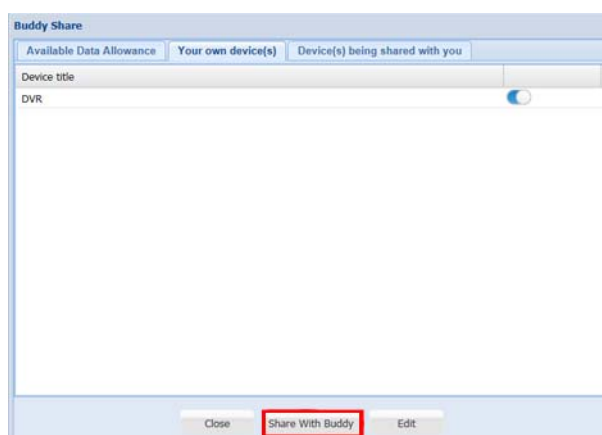 Buddy Share
Available Data Allowance Your own device(s) Device(s) being shared with you
Device title
DVR
Close Share With Buddy Edit